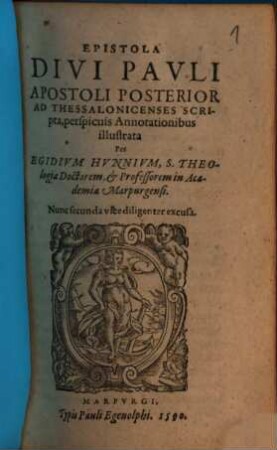 1
EPISTOLA
DIVI PAVLI
APOSTOLI POSTERIOR
AD THESSALONICENSES SCRI-
pta, perspicuis Annotationibus
illustrata
Per
EGIDIVM HVNNIVM, S. THEO-
logiæ Doctorem, & Professorem in Aca-
demia Marpurgensi.
Nunc secunda vice diligenter excusa.
MARPVRGI,
Typis Pauli Egenolphi. 1590.